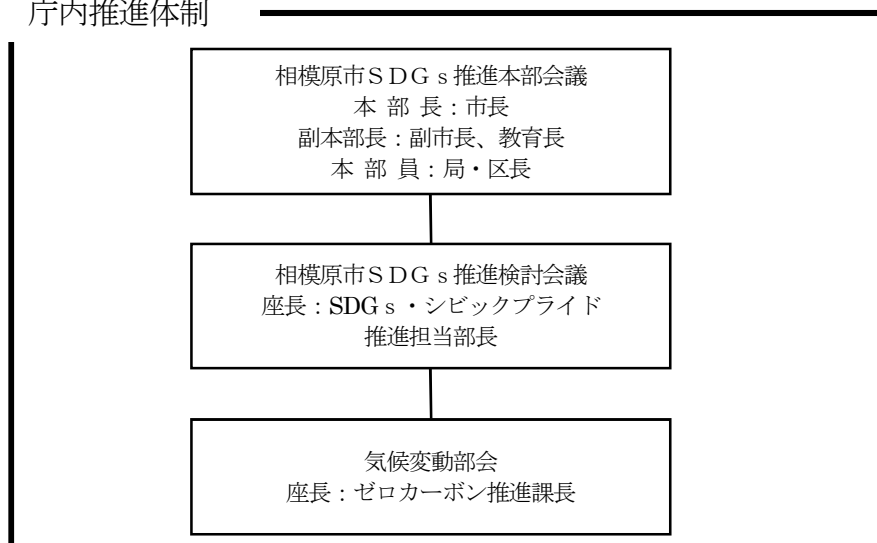 庁内推進体制
相模原市ＳＤＧｓ推進本部会議
本 部 長：市長
副本部長：副市長、教育長
本 部 員：局・区長
相模原市ＳＤＧｓ推進検討会議
座長：SDGｓ・シビックプライド
推進担当部長
気候変動部会
座長：ゼロカーボン推進課長